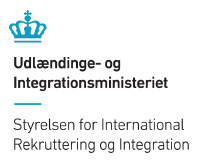 Udlændinge- og
Integrationsministeriet
Styrelsen for International
Rekruttering og Integration